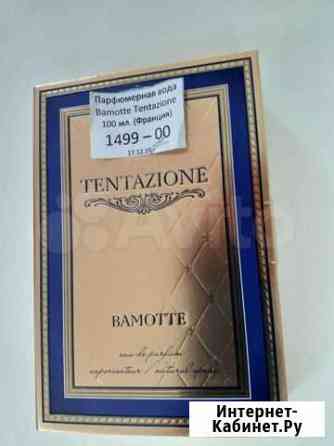 Парфюмерная вода
Bamotte Tentazione
100 мл. (Франция)
1499-00
TENTAZIONE
BAMOTTE
eau de parfum
vaporisateur / natural spray
Avito
Интернет-
Кабинет.Ру